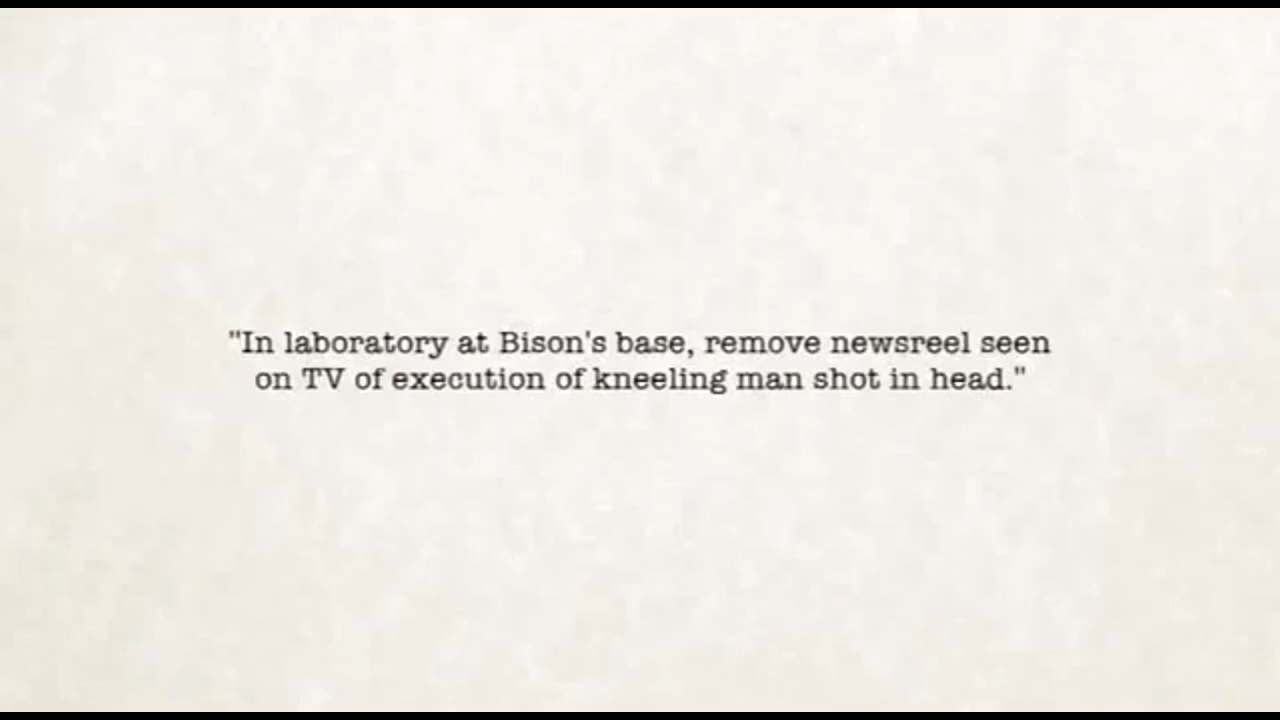 "In laboratory at Bison's base, remove newsreel seen
on TV of execution of kneeling man shot in head."